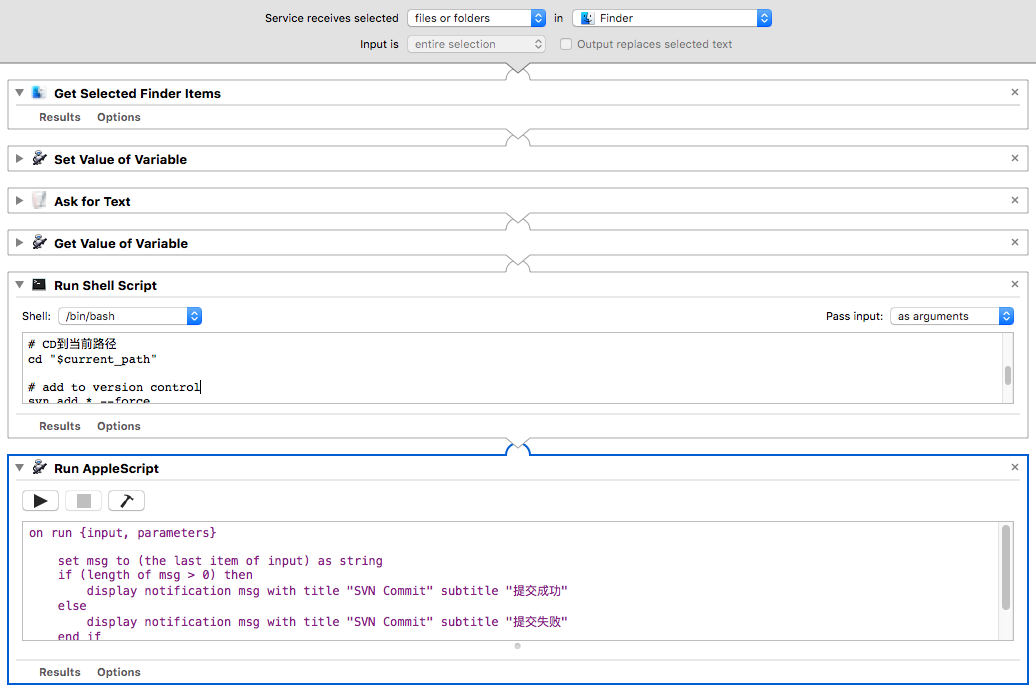 Service receives selected files or folders in Finder
Input is entire selection Output replaces selected text
Get Selected Finder Items
Results Options
Set Value of Variable
Ask for Text
Get Value of Variable
Run Shell Script
Shell: /bin/bash Pass input: as arguments
# CD到当前路径
cd "$current_path"
# add to version control
svn add * --force
Results Options
Run AppleScript
on run {input, parameters}
set msg to (the last item of input) as string
if (length of msg > 0) then
display notification msg with title "SVN Commit" subtitle "提交成功"
else
display notification msg with title "SVN Commit" subtitle "提交失败"
end if
Results Options